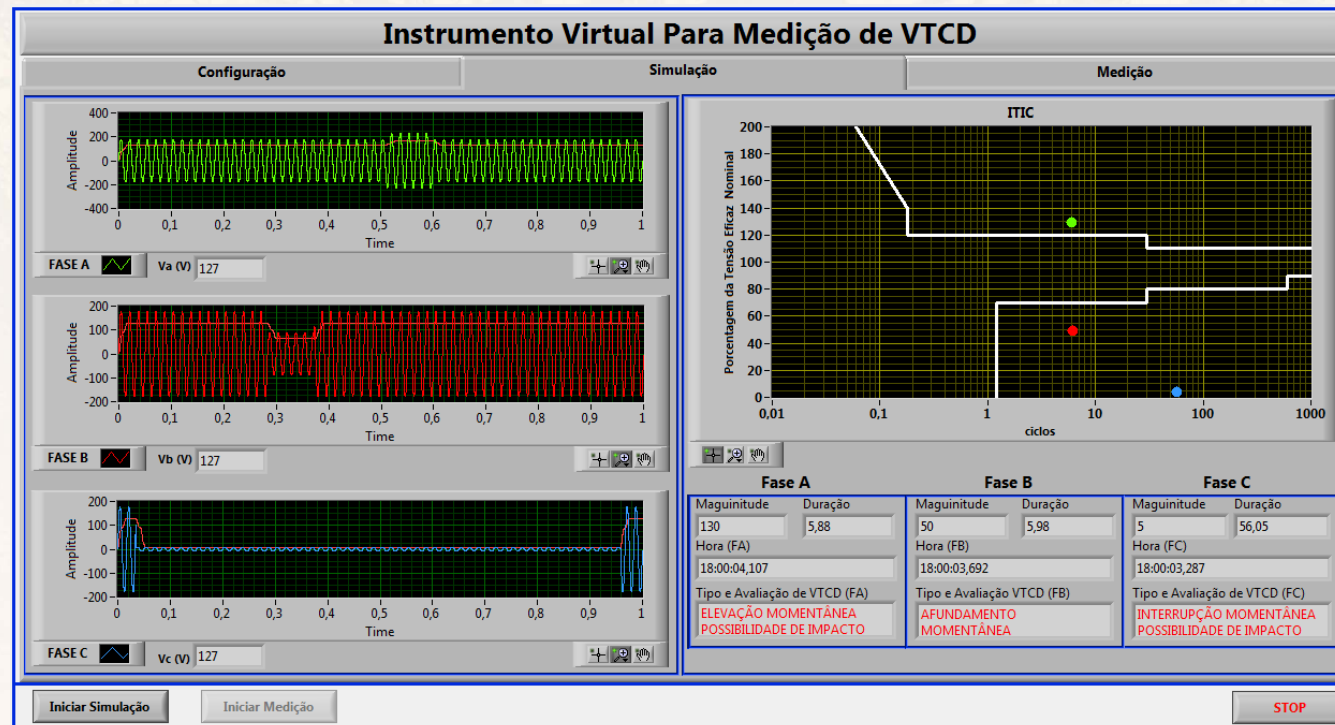 Instrumento Virtual Para Medição de VTCD
Configuração
Simulação
Medição
Amplitude
400
200
0
-200
-400
0 0,1 0,2 0,3 0,4 0,5 0,6 0,7 0,8 0,9 1
Time
FASE A
Va (V) 127
Amplitude
200
100
0
-100
-200
0 0,1 0,2 0,3 0,4 0,5 0,6 0,7 0,8 0,9 1
Time
FASE B
Vb (V) 127
Amplitude
200
100
0
-100
-200
0 0,1 0,2 0,3 0,4 0,5 0,6 0,7 0,8 0,9 1
Time
FASE C
Vc (V) 127
ITIC
Porcentagem da Tensão Eficaz Nominal
200
180
160
140
120
100
80
60
40
20
0
0,01 0,1 1 10 100 1000
ciclos
Fase A
Maguinitude Duração
130 5,88
Hora (FA)
18:00:04,107
Tipo e Avaliação de VTCD (FA)
ELEVAÇÃO MOMENTÂNEA
POSSIBILIDADE DE IMPACTO
Fase B
Maguinitude Duração
50 5,98
Hora (FB)
18:00:03,692
Tipo e Avaliação VTCD (FB)
AFUNDAMENTO
MOMENTÂNEA
Fase C
Maguinitude Duração
5 56,05
Hora (FC)
18:00:03,287
Tipo e Avaliação de VTCD (FC)
INTERRUPÇÃO MOMENTÂNEA
POSSIBILIDADE DE IMPACTO
Iniciar Simulação
Iniciar Medição
STOP